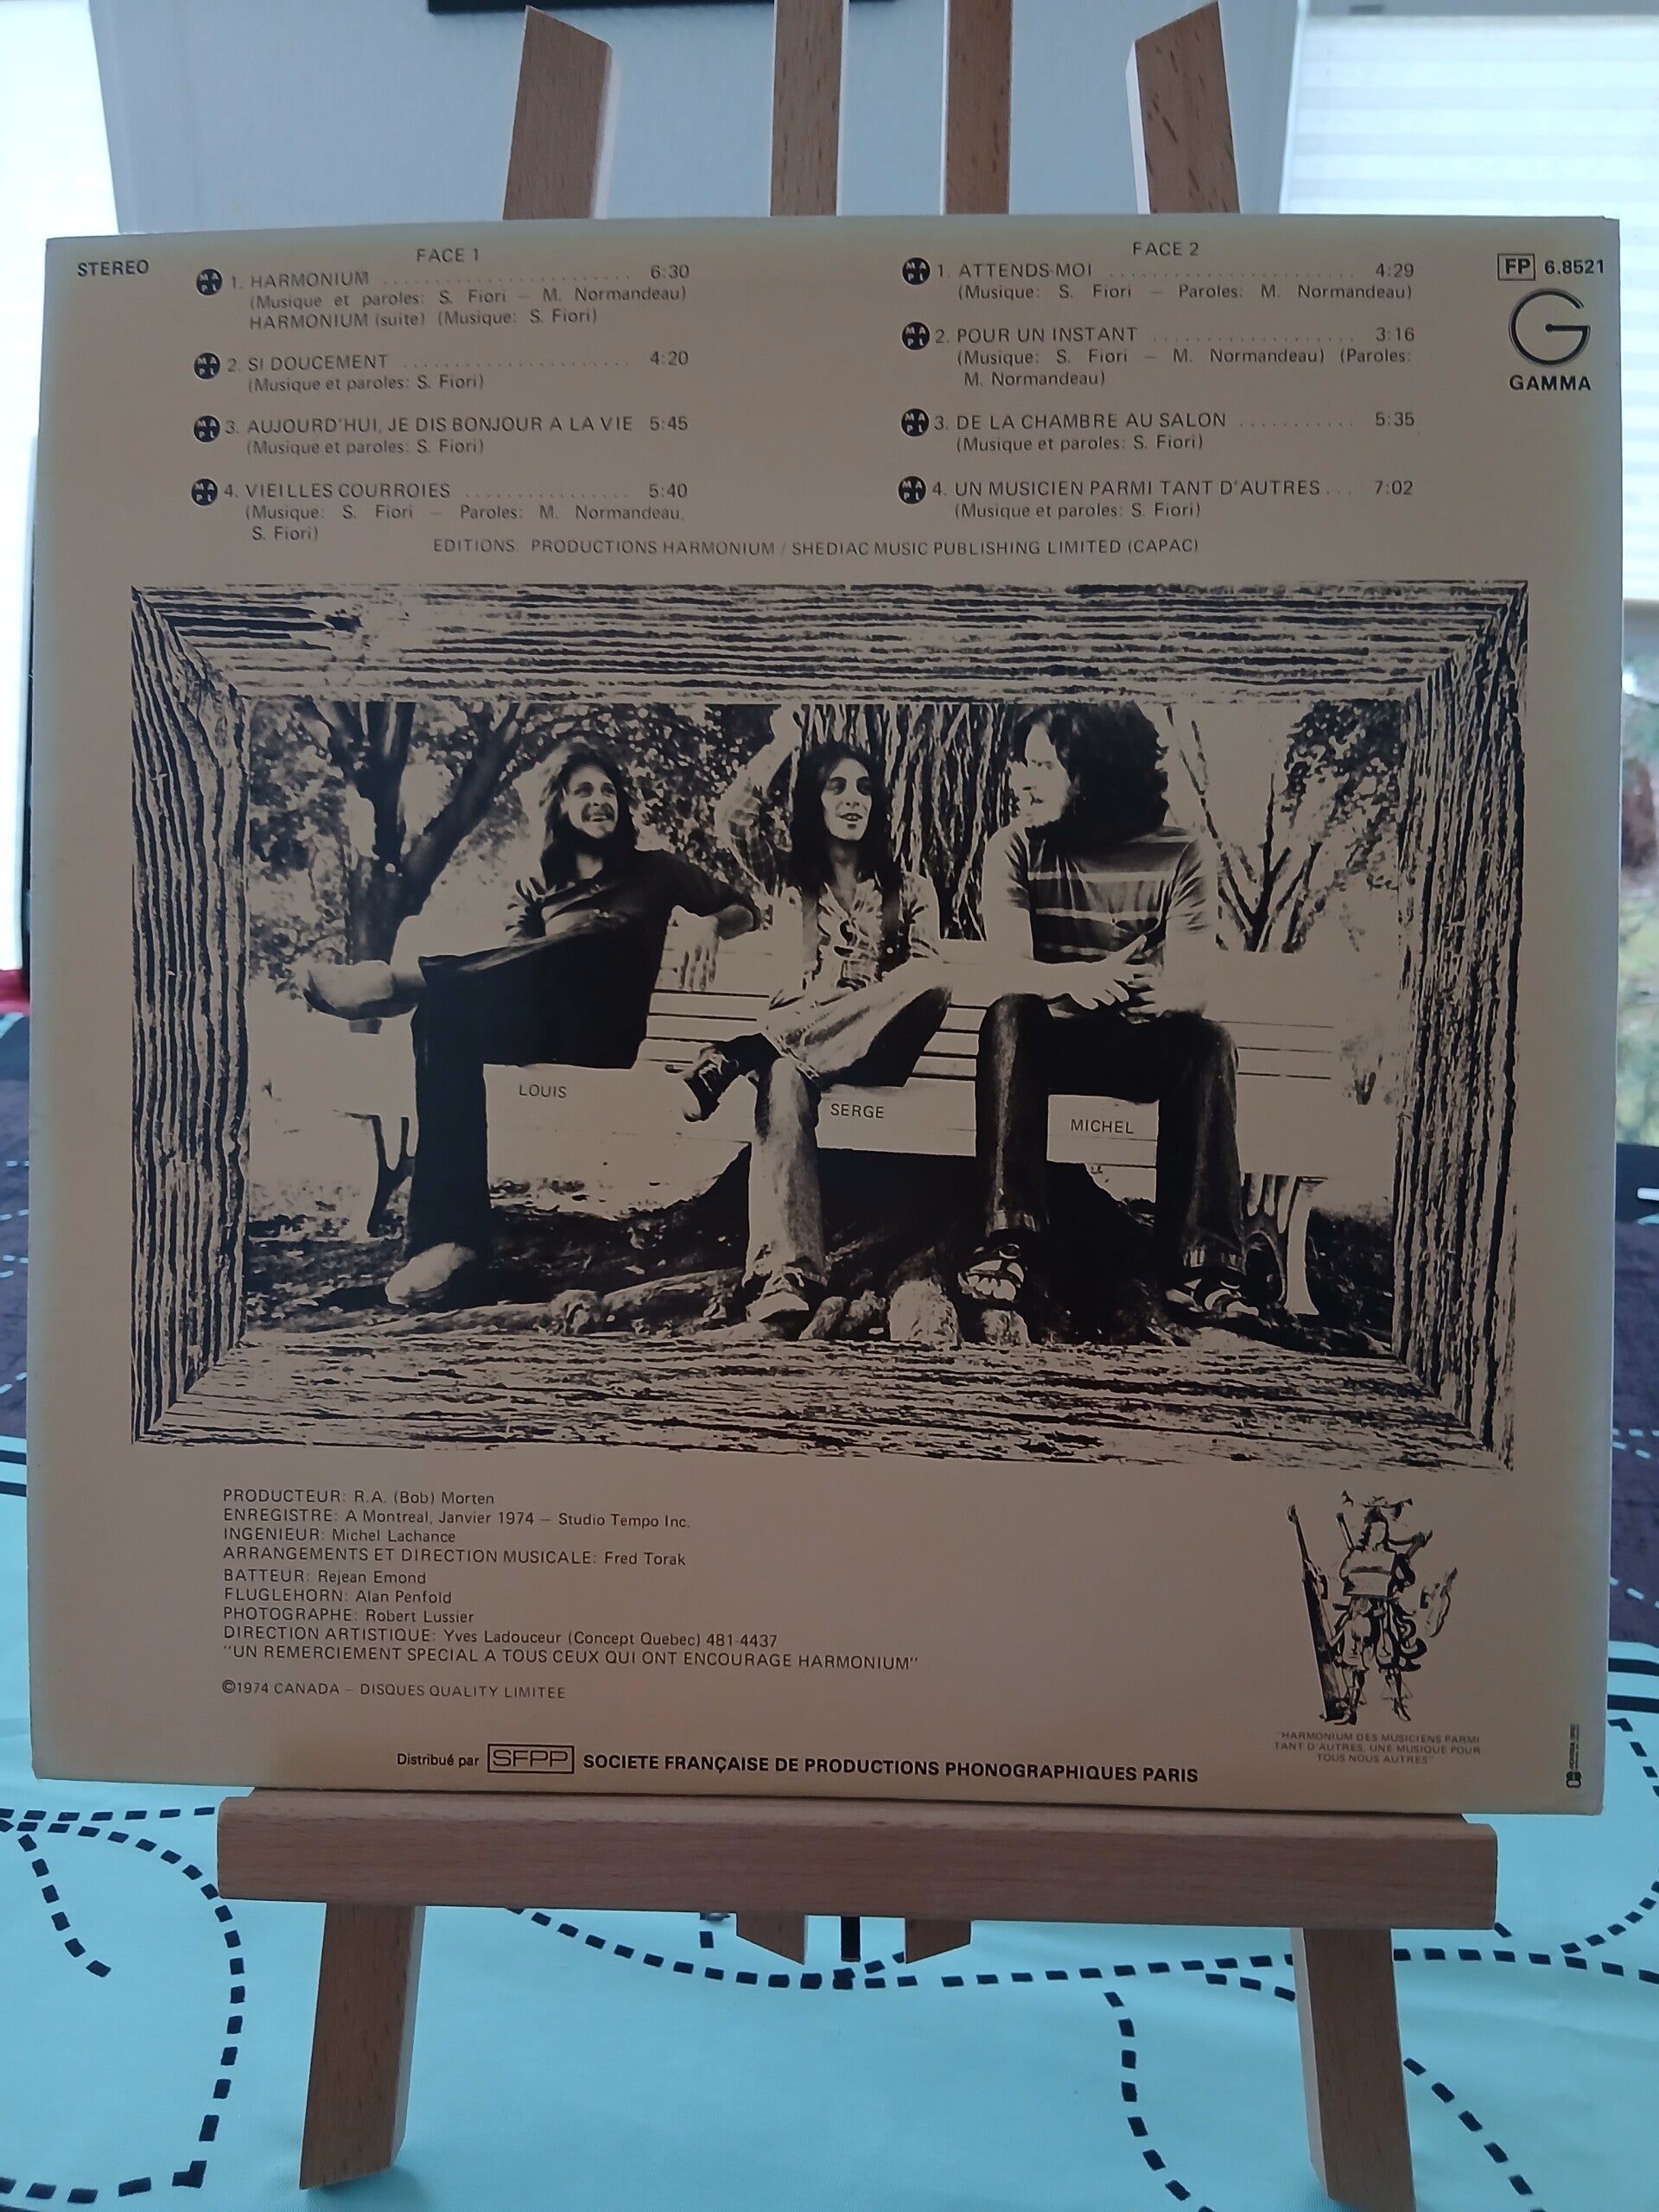 STEREO
FACE 1
MAPL 1. HARMONIUM ..................... 6:30
(Musique et paroles: S. Fiori – M. Normandeau)
HARMONIUM (suite) (Musique: S. Fiori)
MAPL 2. SI DOUCEMENT ..................... 4:20
(Musique et paroles: S. Fiori)
MAPL 3. AUJOURD'HUI, JE DIS BONJOUR A LA VIE 5:45
(Musique et paroles: S. Fiori)
MAPL 4. VIEILLES COURROIES ............... 5:40
(Musique: S. Fiori – Paroles: M. Normandeau,
S. Fiori)
FACE 2
MAPL 1. ATTENDS-MOI ...................... 4:29
(Musique: S. Fiori – Paroles: M. Normandeau)
MAPL 2. POUR UN INSTANT .................. 3:16
(Musique: S. Fiori – M. Normandeau) (Paroles:
M. Normandeau)
MAPL 3. DE LA CHAMBRE AU SALON ........... 5:35
(Musique et paroles: S. Fiori)
MAPL 4. UN MUSICIEN PARMI TANT D'AUTRES ... 7:02
(Musique et paroles: S. Fiori)
FP 6.8521
G
GAMMA
EDITIONS: PRODUCTIONS HARMONIUM / SHEDIAC MUSIC PUBLISHING LIMITED (CAPAC)
LOUIS
SERGE
MICHEL
PRODUCTEUR: R.A. (Bob) Morten
ENREGISTRE: A Montreal, Janvier 1974 – Studio Tempo Inc.
INGENIEUR: Michel Lachance
ARRANGEMENTS ET DIRECTION MUSICALE: Fred Torak
BATTEUR: Rejean Emond
FLUGLEHORN: Alan Penfold
PHOTOGRAPHE: Robert Lussier
DIRECTION ARTISTIQUE: Yves Ladouceur (Concept Quebec) 481-4437
"UN REMERCIEMENT SPECIAL A TOUS CEUX QUI ONT ENCOURAGE HARMONIUM"
©1974 CANADA – DISQUES QUALITY LIMITEE
"HARMONIUM DES MUSICIENS PARMI
TANT D'AUTRES, UNE MUSIQUE POUR
TOUS NOUS AUTRES"
Distribué par SFPP SOCIETE FRANÇAISE DE PRODUCTIONS PHONOGRAPHIQUES PARIS